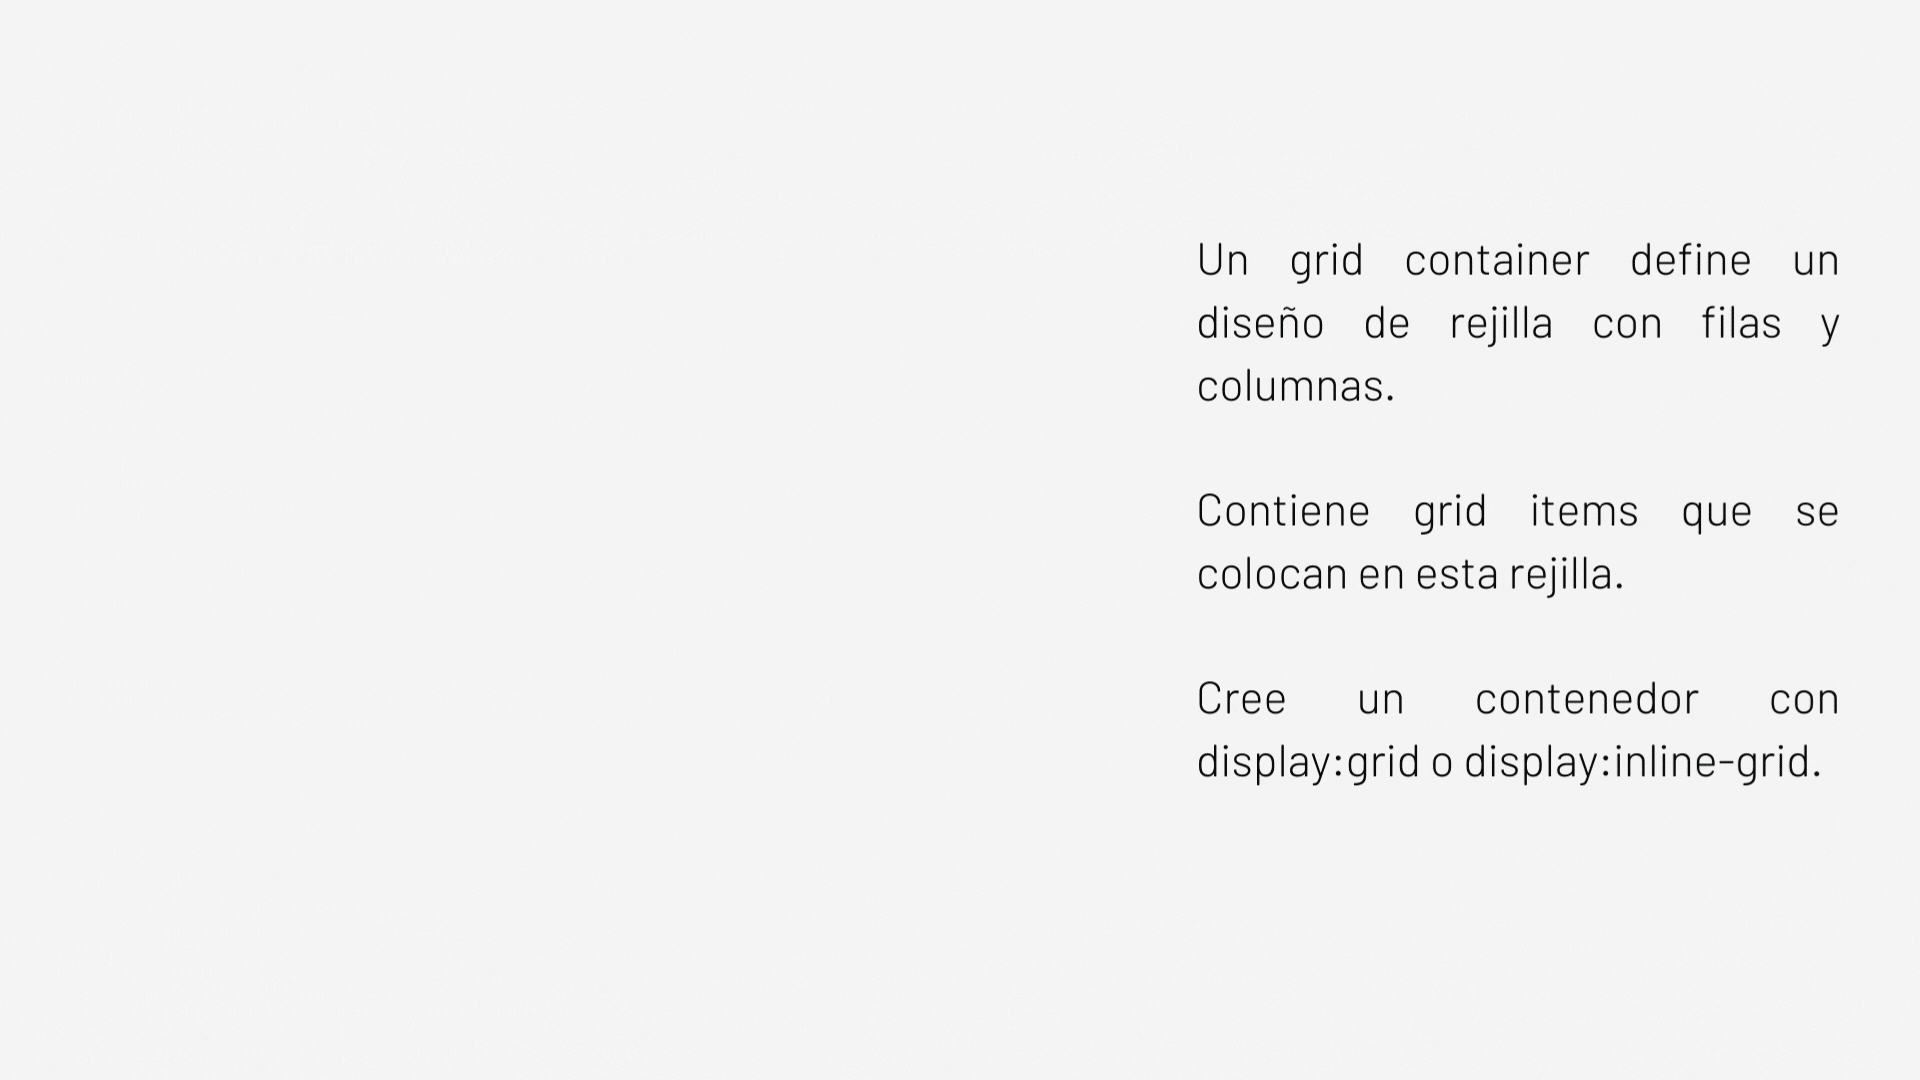 Un grid container define un
diseño de rejilla con filas y
columnas.
Contiene grid items que se
colocan en esta rejilla.
Cree un contenedor con
display:grid o display:inline-grid.